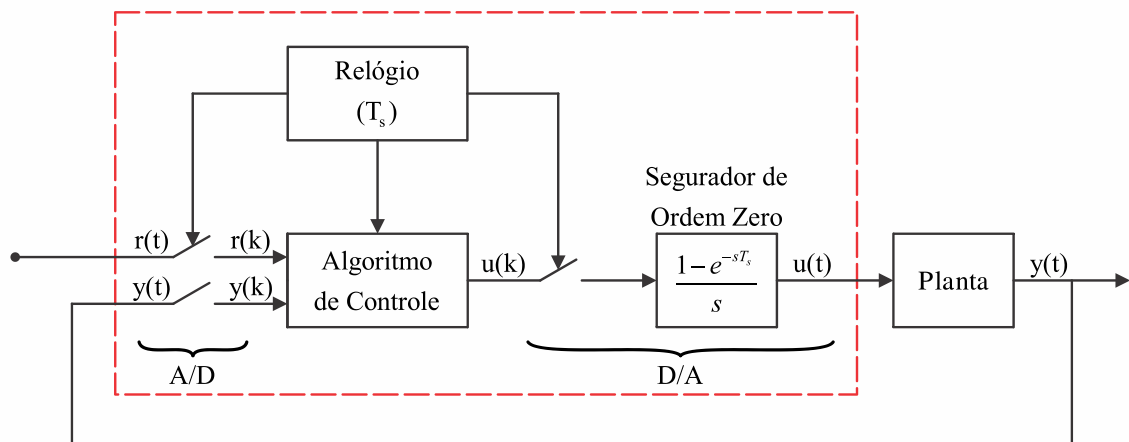 Relógio
(Tₛ)
Segurador de
Ordem Zero
r(t)
r(k)
y(t)
y(k)
Algoritmo
de Controle
u(k)
1 − e^{−sTₛ}
s
u(t)
Planta
y(t)
A/D
D/A